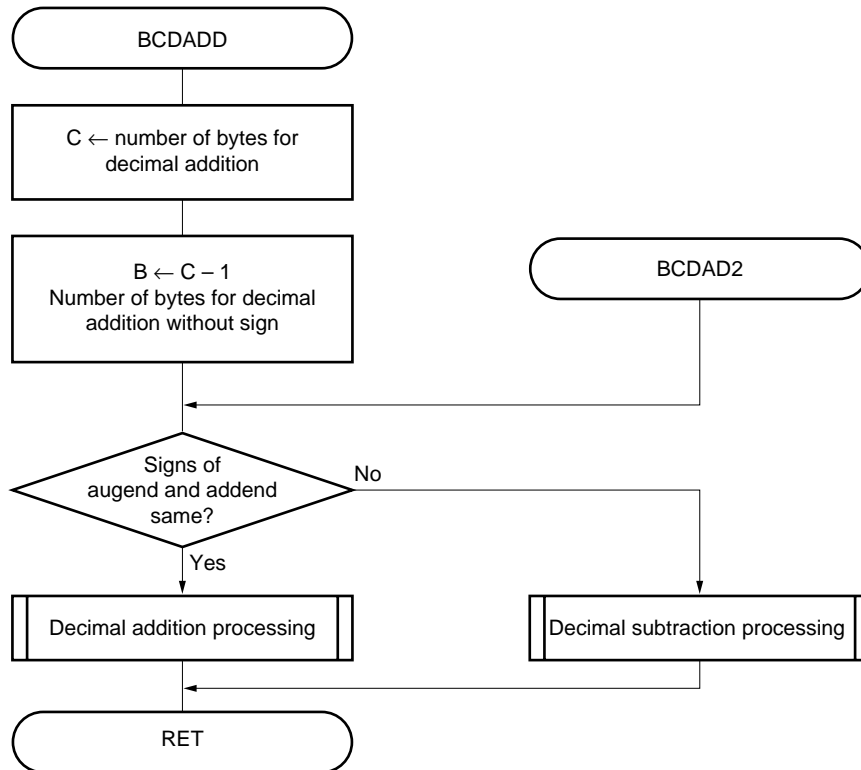 BCDADD
C ← number of bytes for
decimal addition
B ← C – 1
Number of bytes for decimal
addition without sign
BCDAD2
Signs of
augend and addend
same?
No
Yes
Decimal addition processing
Decimal subtraction processing
RET